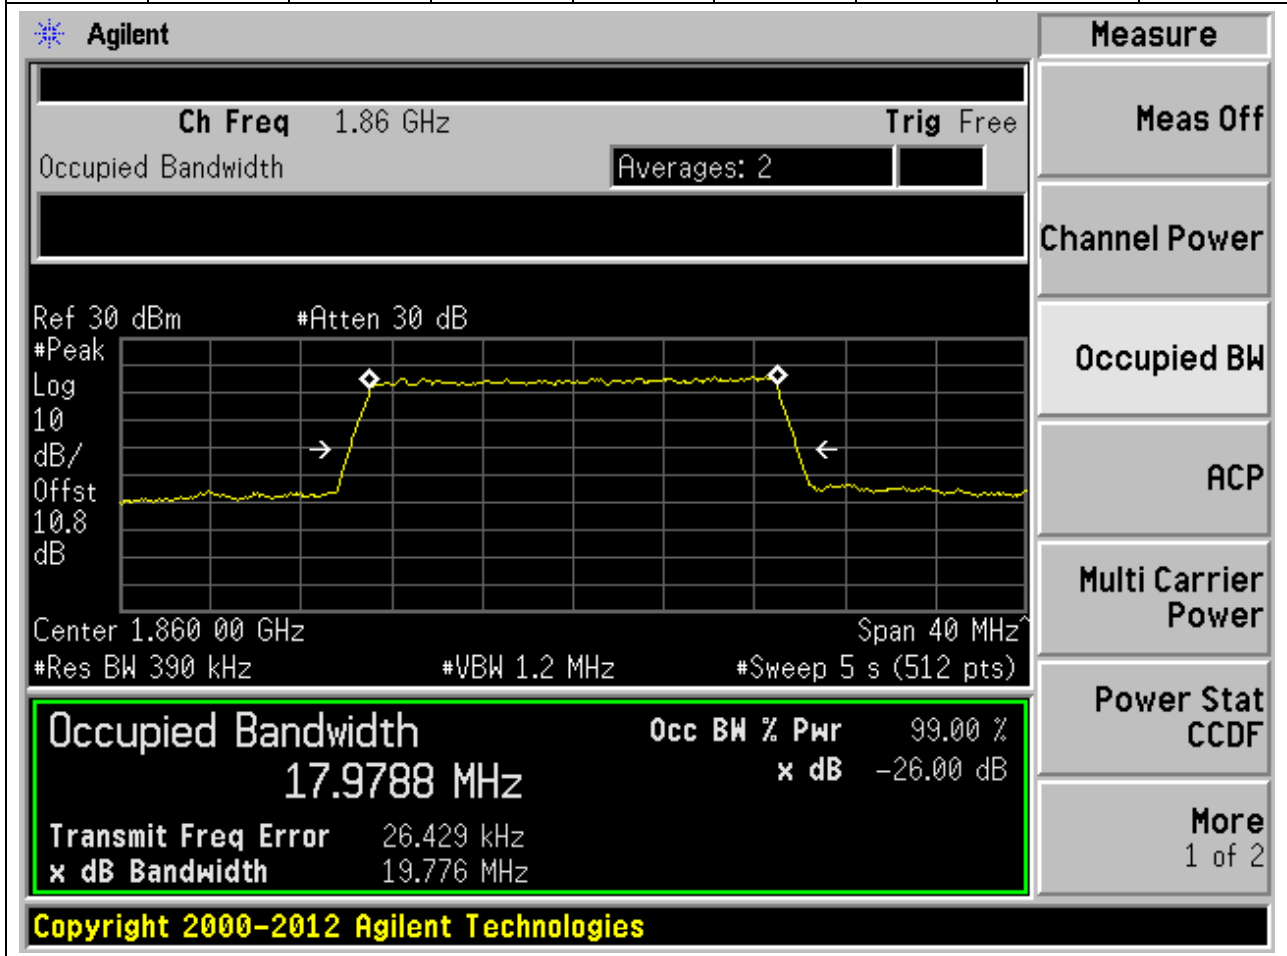 Agilent
Measure
Ch Freq 1.86 GHz Trig Free
Occupied Bandwidth Averages: 2
Meas Off
Channel Power
Ref 30 dBm #Atten 30 dB
#Peak
Log
10
dB/
Offst
10.8
dB
Occupied BW
ACP
Center 1.860 00 GHz Span 40 MHz^
#Res BW 390 kHz #VBW 1.2 MHz #Sweep 5 s (512 pts)
Multi Carrier
Power
Occupied Bandwidth Occ BW % Pwr 99.00 %
17.9788 MHz x dB -26.00 dB
Transmit Freq Error 26.429 kHz
x dB Bandwidth 19.776 MHz
Power Stat
CCDF
More
1 of 2
Copyright 2000-2012 Agilent Technologies